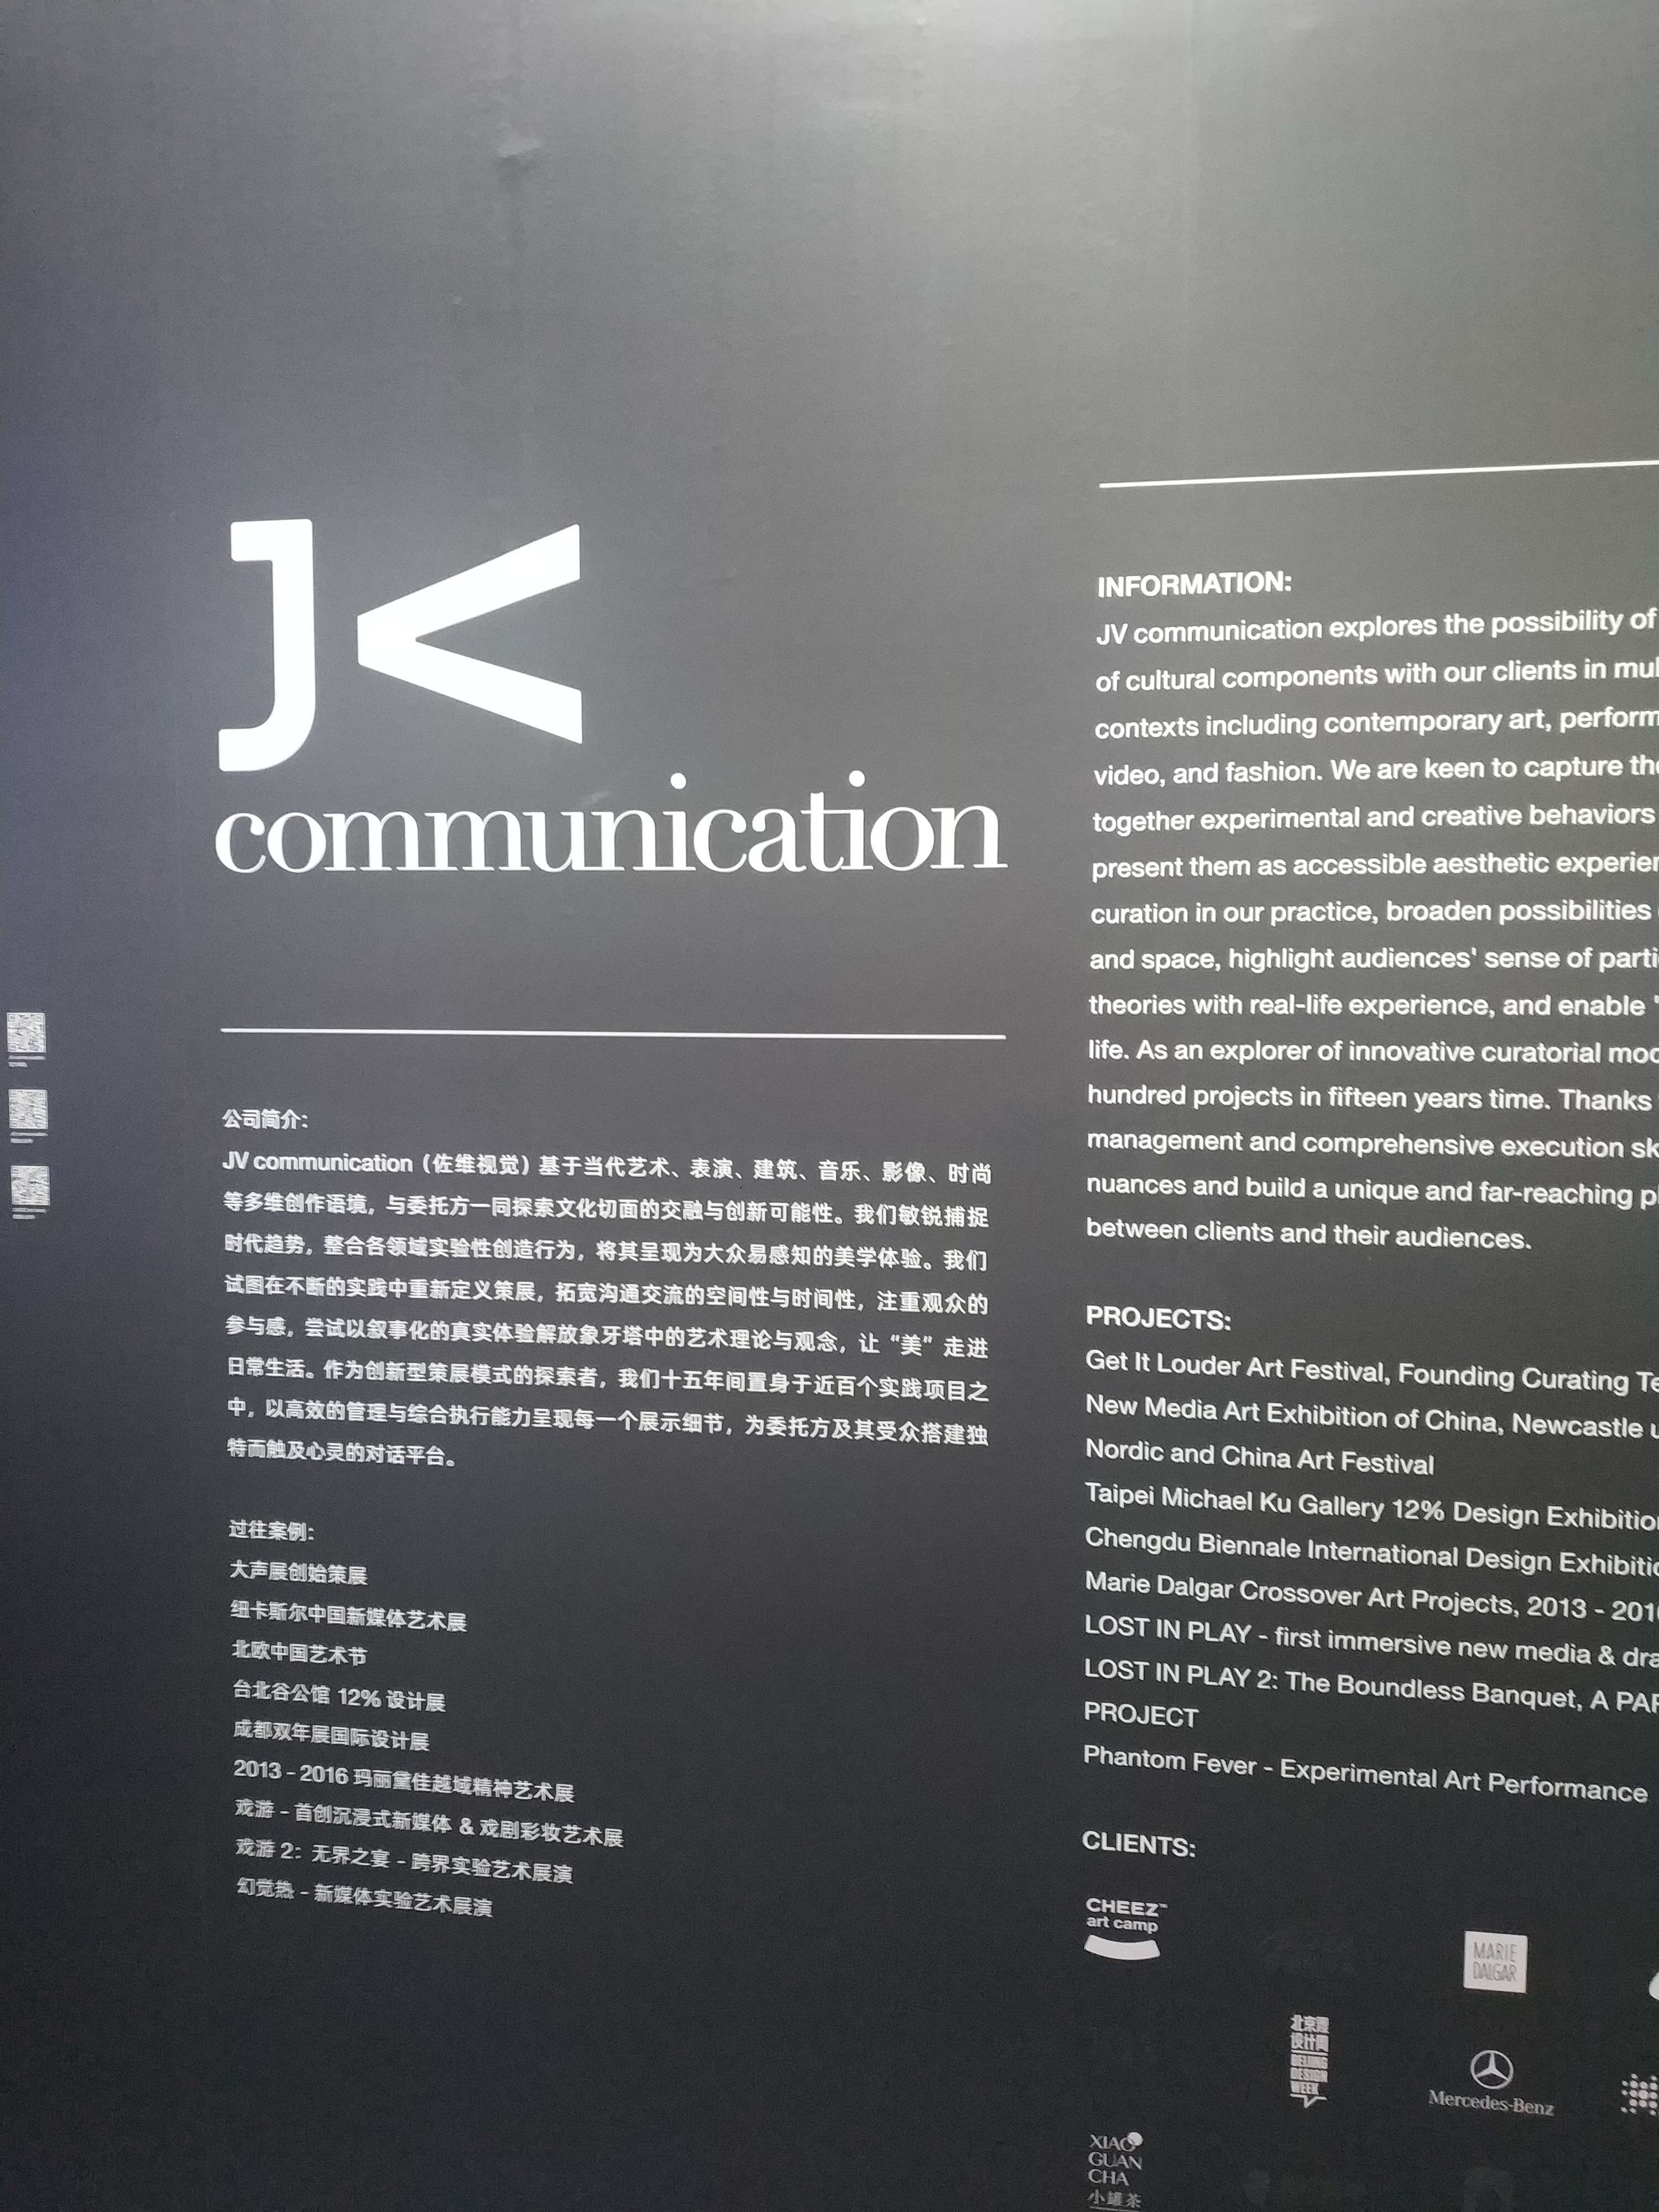 JV
communication
公司简介：
JV communication（佐维视觉）基于当代艺术、表演、建筑、音乐、影像、时尚
等多维创作语境，与委托方一同探索文化切面的交融与创新可能性。我们敏锐捕捉
时代趋势，整合各领域实验性创造行为，将其呈现为大众易感知的美学体验。我们
试图在不断的实践中重新定义策展，拓宽沟通交流的空间性与时间性，注重观众的
参与感，尝试以叙事化的真实体验解放象牙塔中的艺术理论与观念，让“美”走进
日常生活。作为创新型策展模式的探索者，我们十五年间置身于近百个实践项目之
中，以高效的管理与综合执行能力呈现每一个展示细节，为委托方及其受众搭建独
特而触及心灵的对话平台。
过往案例：
大声展创始策展
纽卡斯尔中国新媒体艺术展
北欧中国艺术节
台北谷公馆 12% 设计展
成都双年展国际设计展
2013 - 2016 玛丽黛佳越域精神艺术展
戏游 - 首创沉浸式新媒体 & 戏剧彩妆艺术展
戏游 2：无界之宴 - 跨界实验艺术展演
幻觉热 - 新媒体实验艺术展演
INFORMATION:
JV communication explores the possibility of
of cultural components with our clients in mul
contexts including contemporary art, perform
video, and fashion. We are keen to capture the
together experimental and creative behaviors
present them as accessible aesthetic experien
curation in our practice, broaden possibilities
and space, highlight audiences' sense of parti
theories with real-life experience, and enable "
life. As an explorer of innovative curatorial mod
hundred projects in fifteen years time. Thanks
management and comprehensive execution sk
nuances and build a unique and far-reaching pl
between clients and their audiences.
PROJECTS:
Get It Louder Art Festival, Founding Curating Te
New Media Art Exhibition of China, Newcastle u
Nordic and China Art Festival
Taipei Michael Ku Gallery 12% Design Exhibition
Chengdu Biennale International Design Exhibitio
Marie Dalgar Crossover Art Projects, 2013 - 2016
LOST IN PLAY - first immersive new media & dra
LOST IN PLAY 2: The Boundless Banquet, A PAR
PROJECT
Phantom Fever - Experimental Art Performance
CLIENTS:
CHEEZ™
art camp
MARIE
DALGAR
北京国际
设计周
BEIJING
DESIGN
WEEK
Mercedes-Benz
XIAO
GUAN
CHA
小罐茶